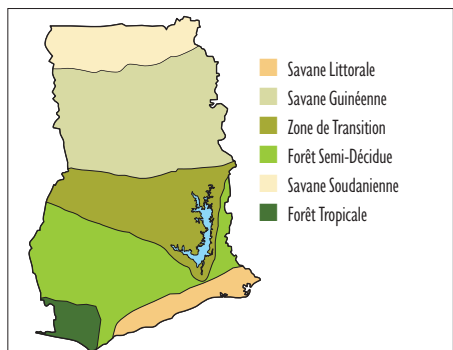 Savane Littorale
Savane Guinéenne
Zone de Transition
Forêt Semi-Décidue
Savane Soudanienne
Forêt Tropicale